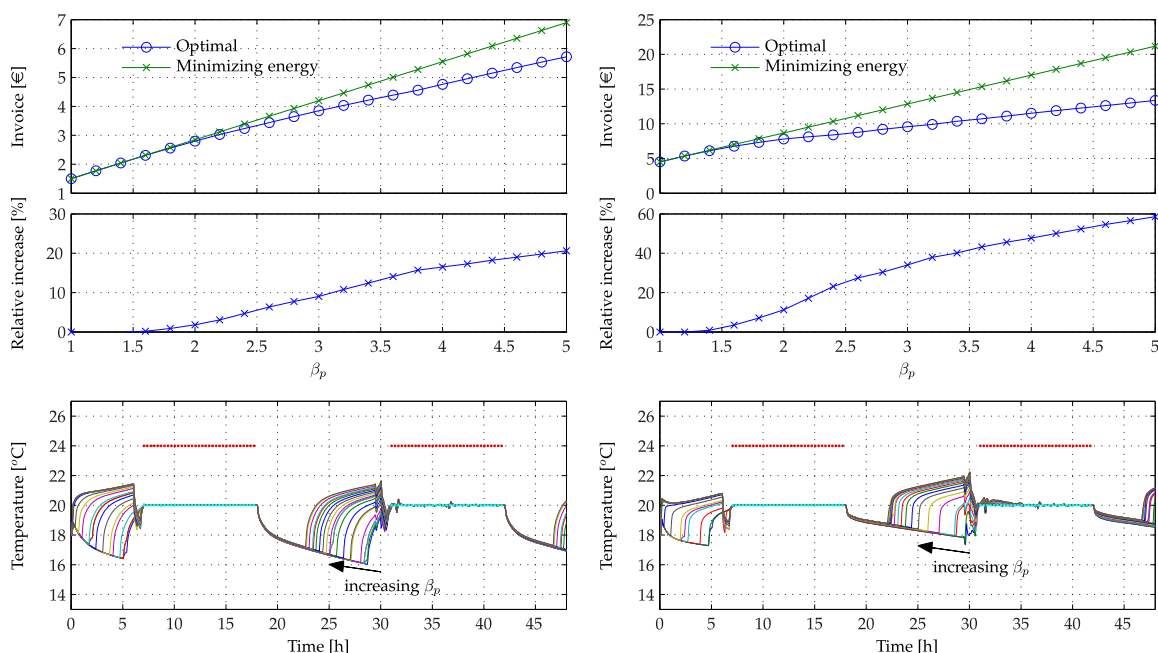 7
6
5
4
3
2
1
Invoice [€]
Optimal
Minimizing energy
30
20
10
0
Relative increase [%]
1 1.5 2 2.5 3 3.5 4 4.5 5
βp
26
24
22
20
18
16
14
Temperature [°C]
increasing βp
0 5 10 15 20 25 30 35 40 45
Time [h]
25
20
15
10
5
0
Invoice [€]
Optimal
Minimizing energy
60
40
20
0
Relative increase [%]
1 1.5 2 2.5 3 3.5 4 4.5 5
βp
26
24
22
20
18
16
14
Temperature [°C]
increasing βp
0 5 10 15 20 25 30 35 40 45
Time [h]